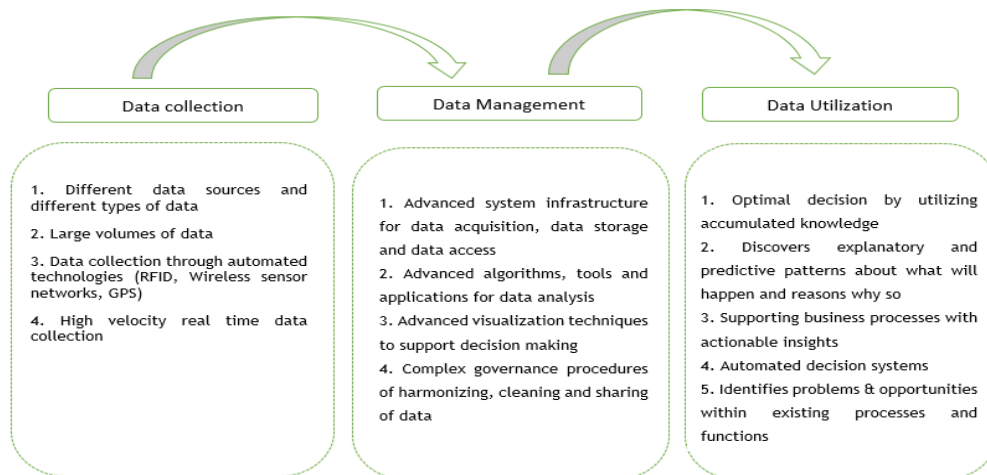 Data collection
Data Management
Data Utilization
1. Different data sources and
different types of data
2. Large volumes of data
3. Data collection through automated
technologies (RFID, Wireless sensor
networks, GPS)
4. High velocity real time data
collection
1. Advanced system infrastructure
for data acquisition, data storage
and data access
2. Advanced algorithms, tools and
applications for data analysis
3. Advanced visualization techniques
to support decision making
4. Complex governance procedures
of harmonizing, cleaning and sharing
of data
1. Optimal decision by utilizing
accumulated knowledge
2. Discovers explanatory and
predictive patterns about what will
happen and reasons why so
3. Supporting business processes with
actionable insights
4. Automated decision systems
5. Identifies problems & opportunities
within existing processes and
functions